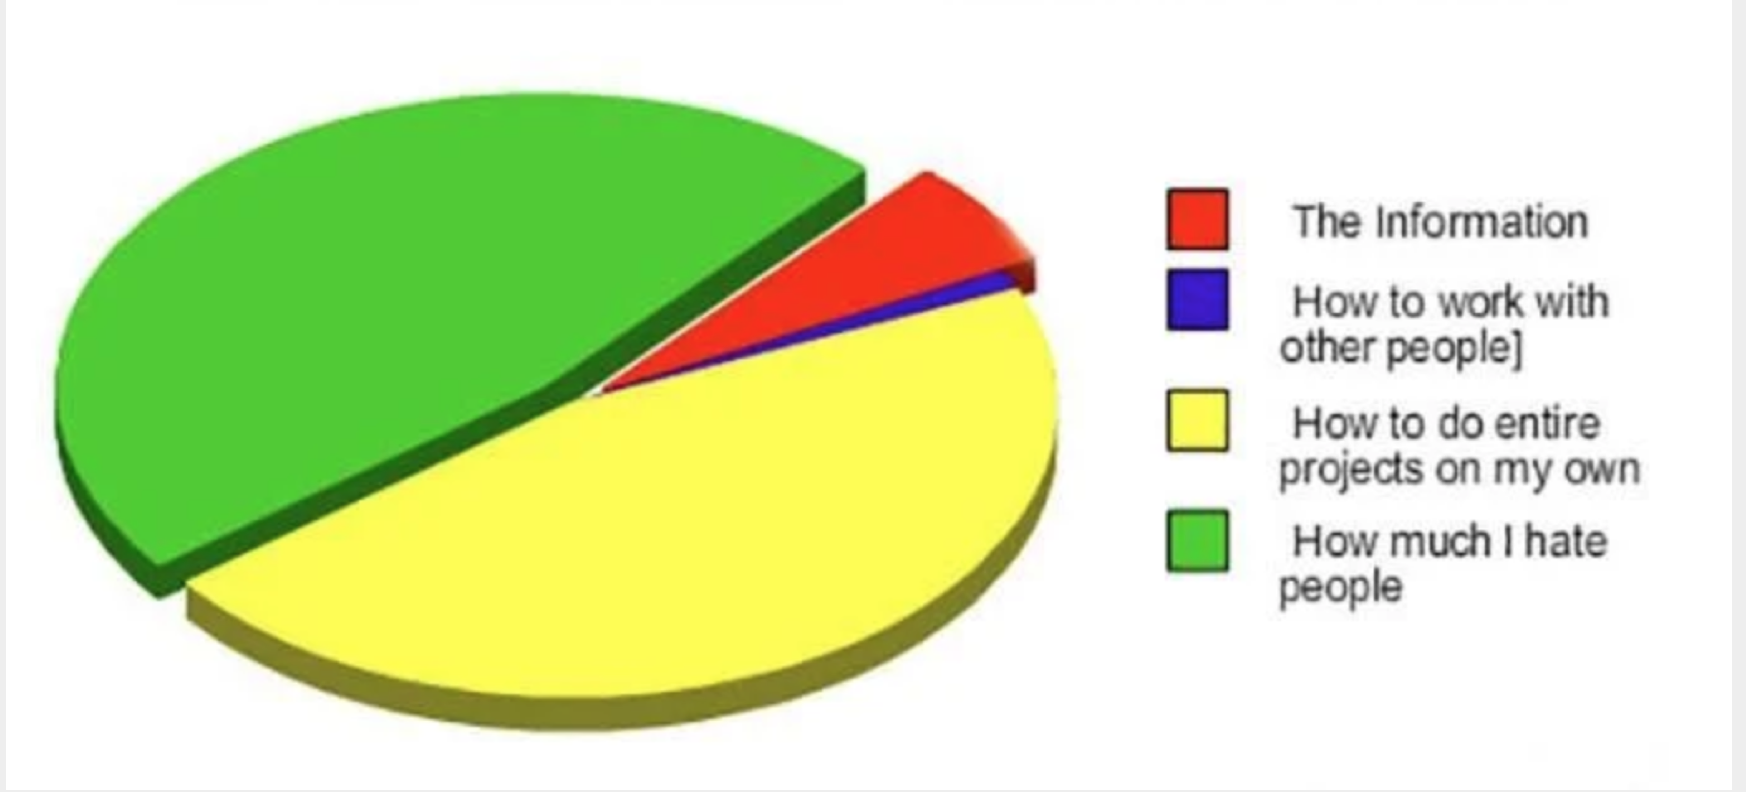 The Information
How to work with
other people]
How to do entire
projects on my own
How much I hate
people